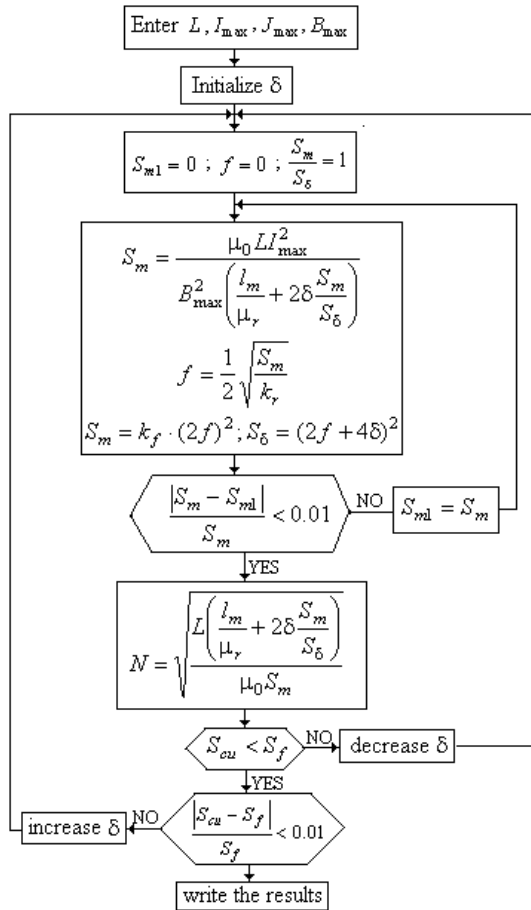 Enter L, I_max, J_max, B_max
Initialize δ
S_m1 = 0 ; f = 0 ; S_m/S_δ = 1
S_m = μ_0 L I_max^2 / (B_max^2 (l_m/μ_r + 2δ S_m/S_δ))
f = 1/2 √(S_m/k_r)
S_m = k_f · (2f)^2 ; S_δ = (2f + 4δ)^2
|S_m − S_m1| / S_m < 0.01
NO
S_m1 = S_m
YES
N = √(L (l_m/μ_r + 2δ S_m/S_δ) / (μ_0 S_m))
S_cu < S_f
NO
decrease δ
YES
|S_cu − S_f| / S_f < 0.01
NO
increase δ
write the results